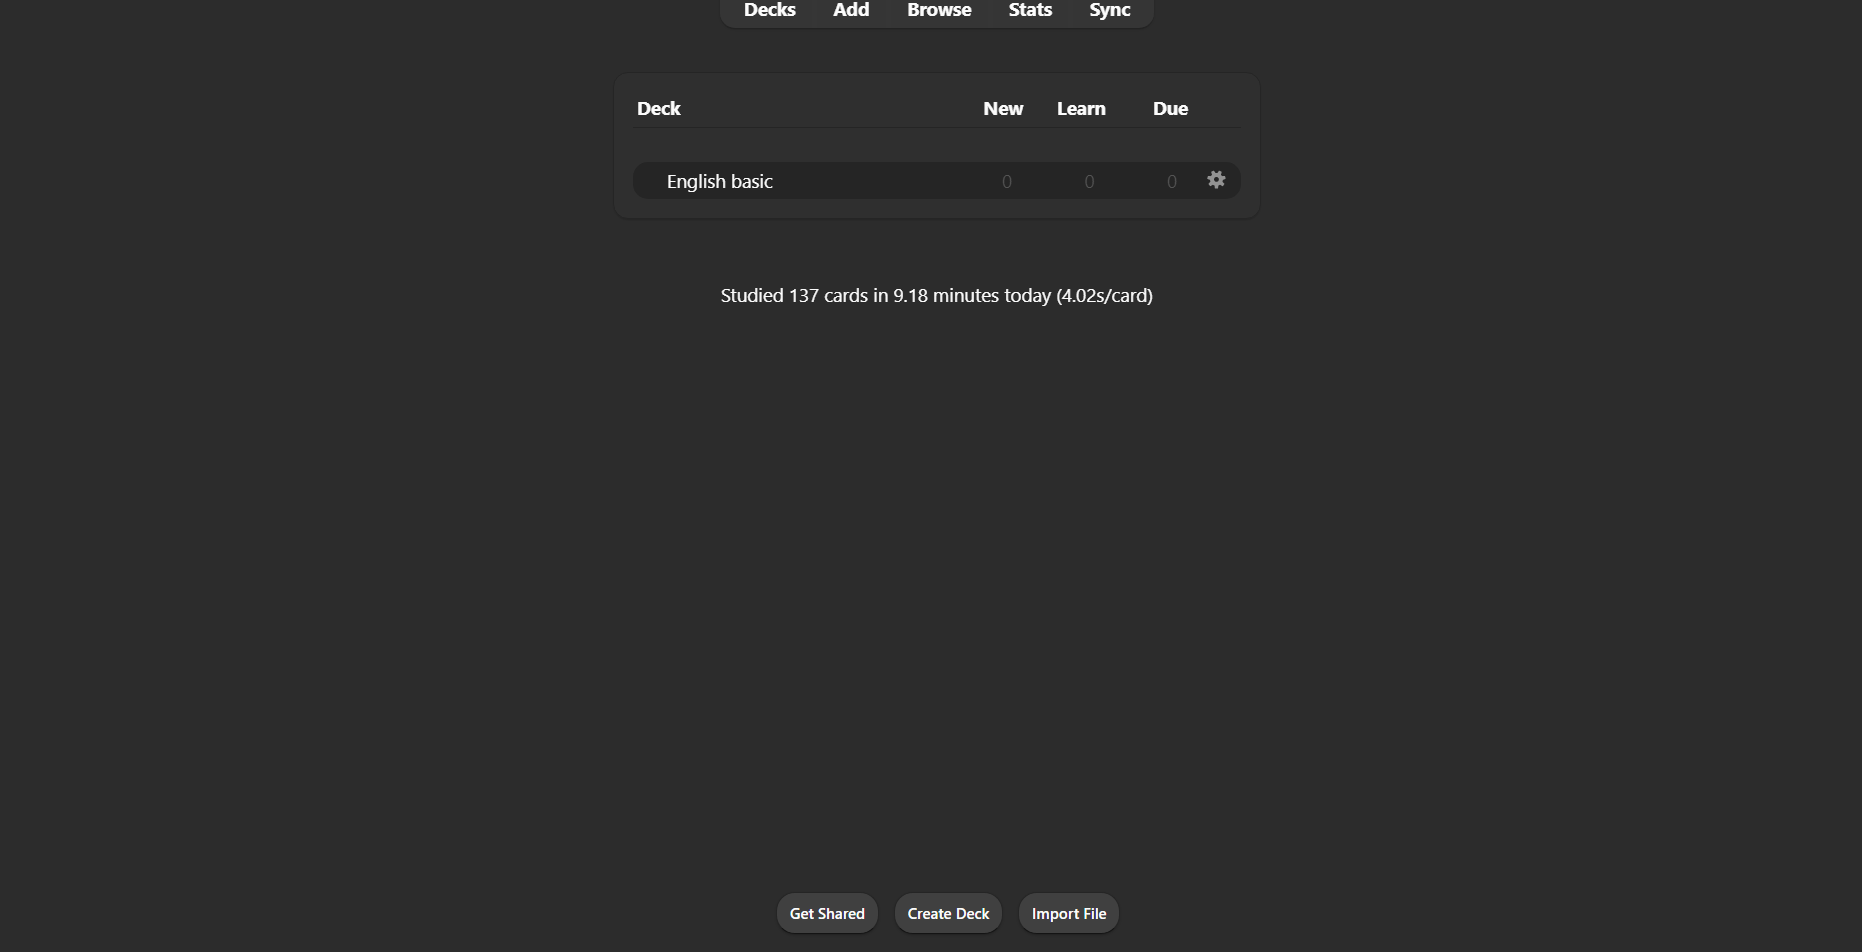 Decks Add Browse Stats Sync
Deck New Learn Due
English basic 0 0 0
Studied 137 cards in 9.18 minutes today (4.02s/card)
Get Shared Create Deck Import File